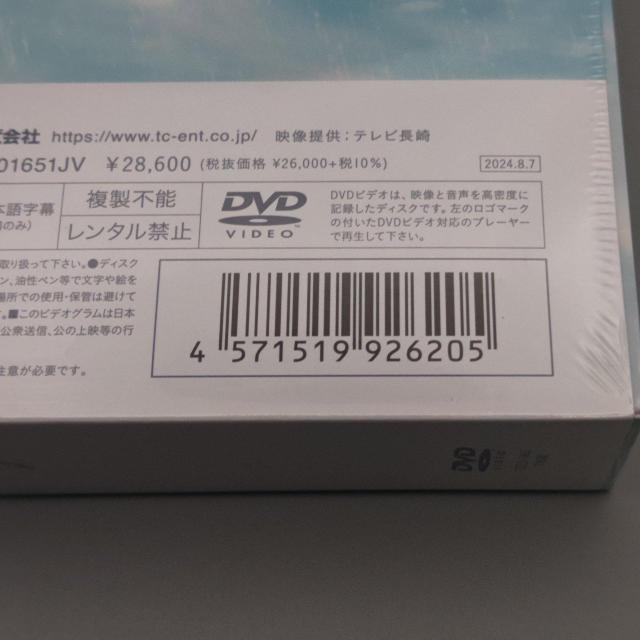 式会社 https://www.tc-ent.co.jp/ 映像提供：テレビ長崎
01651JV ￥28,600 (税抜価格 ￥26,000+税10%) 2024.8.7
本語字幕
のみ)
複製不能
レンタル禁止
DVD
VIDEO
TM
DVDビデオは、映像と音声を高密度に
記録したディスクです。左のロゴマーク
の付いたDVDビデオ対応のプレーヤー
で再生して下さい。
取り扱って下さい。●ディスク
ン、油性ペン等で文字や絵を
場所での使用・保管は避けて
す。■このビデオグラムは日本
公衆送信、公の上映等の行
注意が必要です。
4 571519 926205
DVD
VIDEO